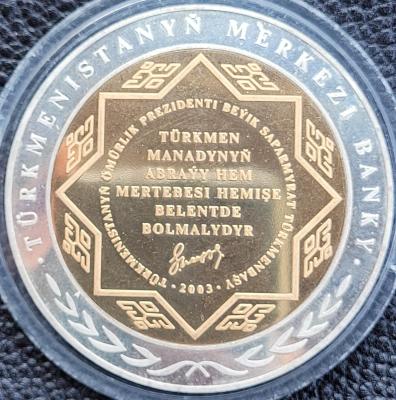 TÜRKMENISTANYŇ MERKEZI BANKY
TÜRKMENISTANYŇ ÖMÜRLIK PREZIDENTI BEÝIK SAPARMYRAT TÜRKMENBAŞY
TÜRKMEN
MANADYNYŇ
ABRAÝY HEM
MERTEBESI HEMIŞE
BELENTDE
BOLMALYDYR
· 2003 ·